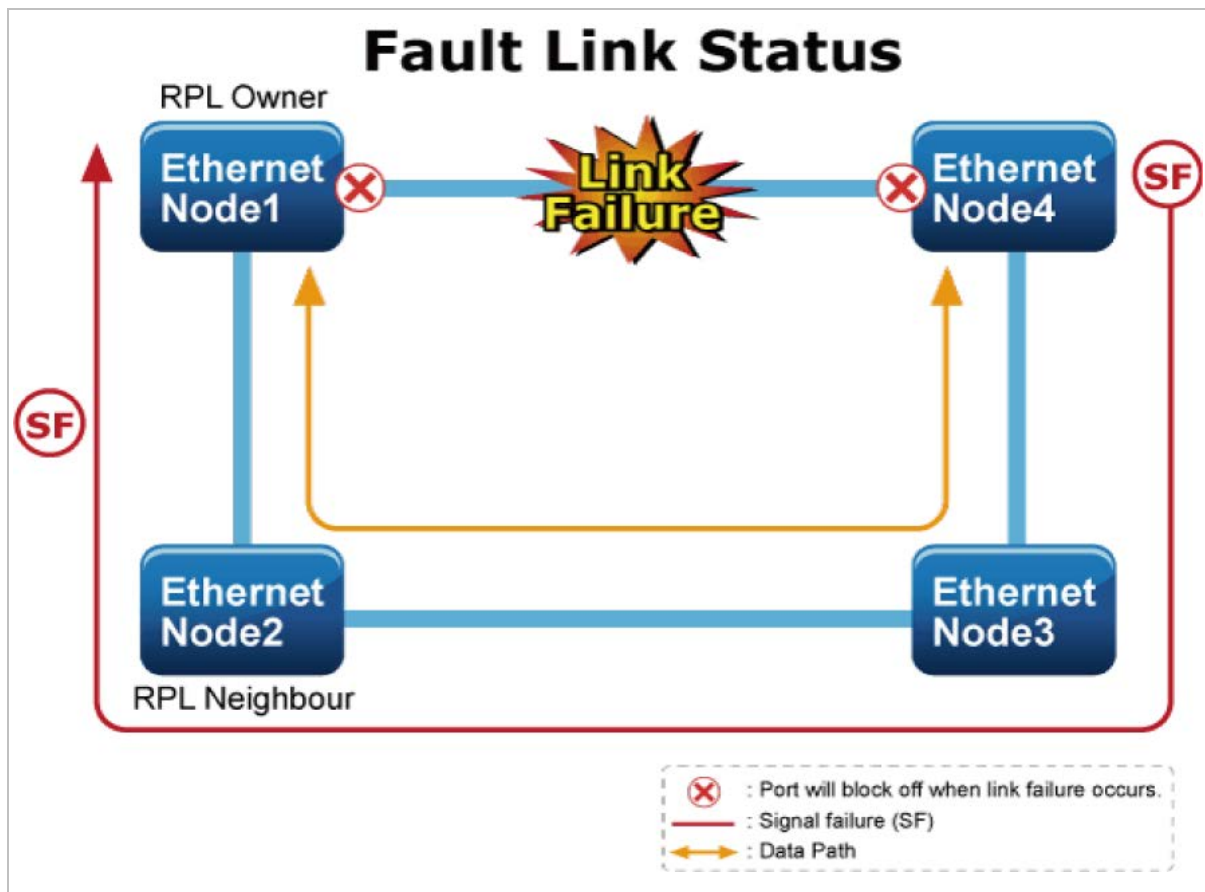 Fault Link Status
RPL Owner
Ethernet
Node1
Link
Failure
Ethernet
Node4
SF
SF
Ethernet
Node2
Ethernet
Node3
RPL Neighbour
: Port will block off when link failure occurs.
: Signal failure (SF)
: Data Path